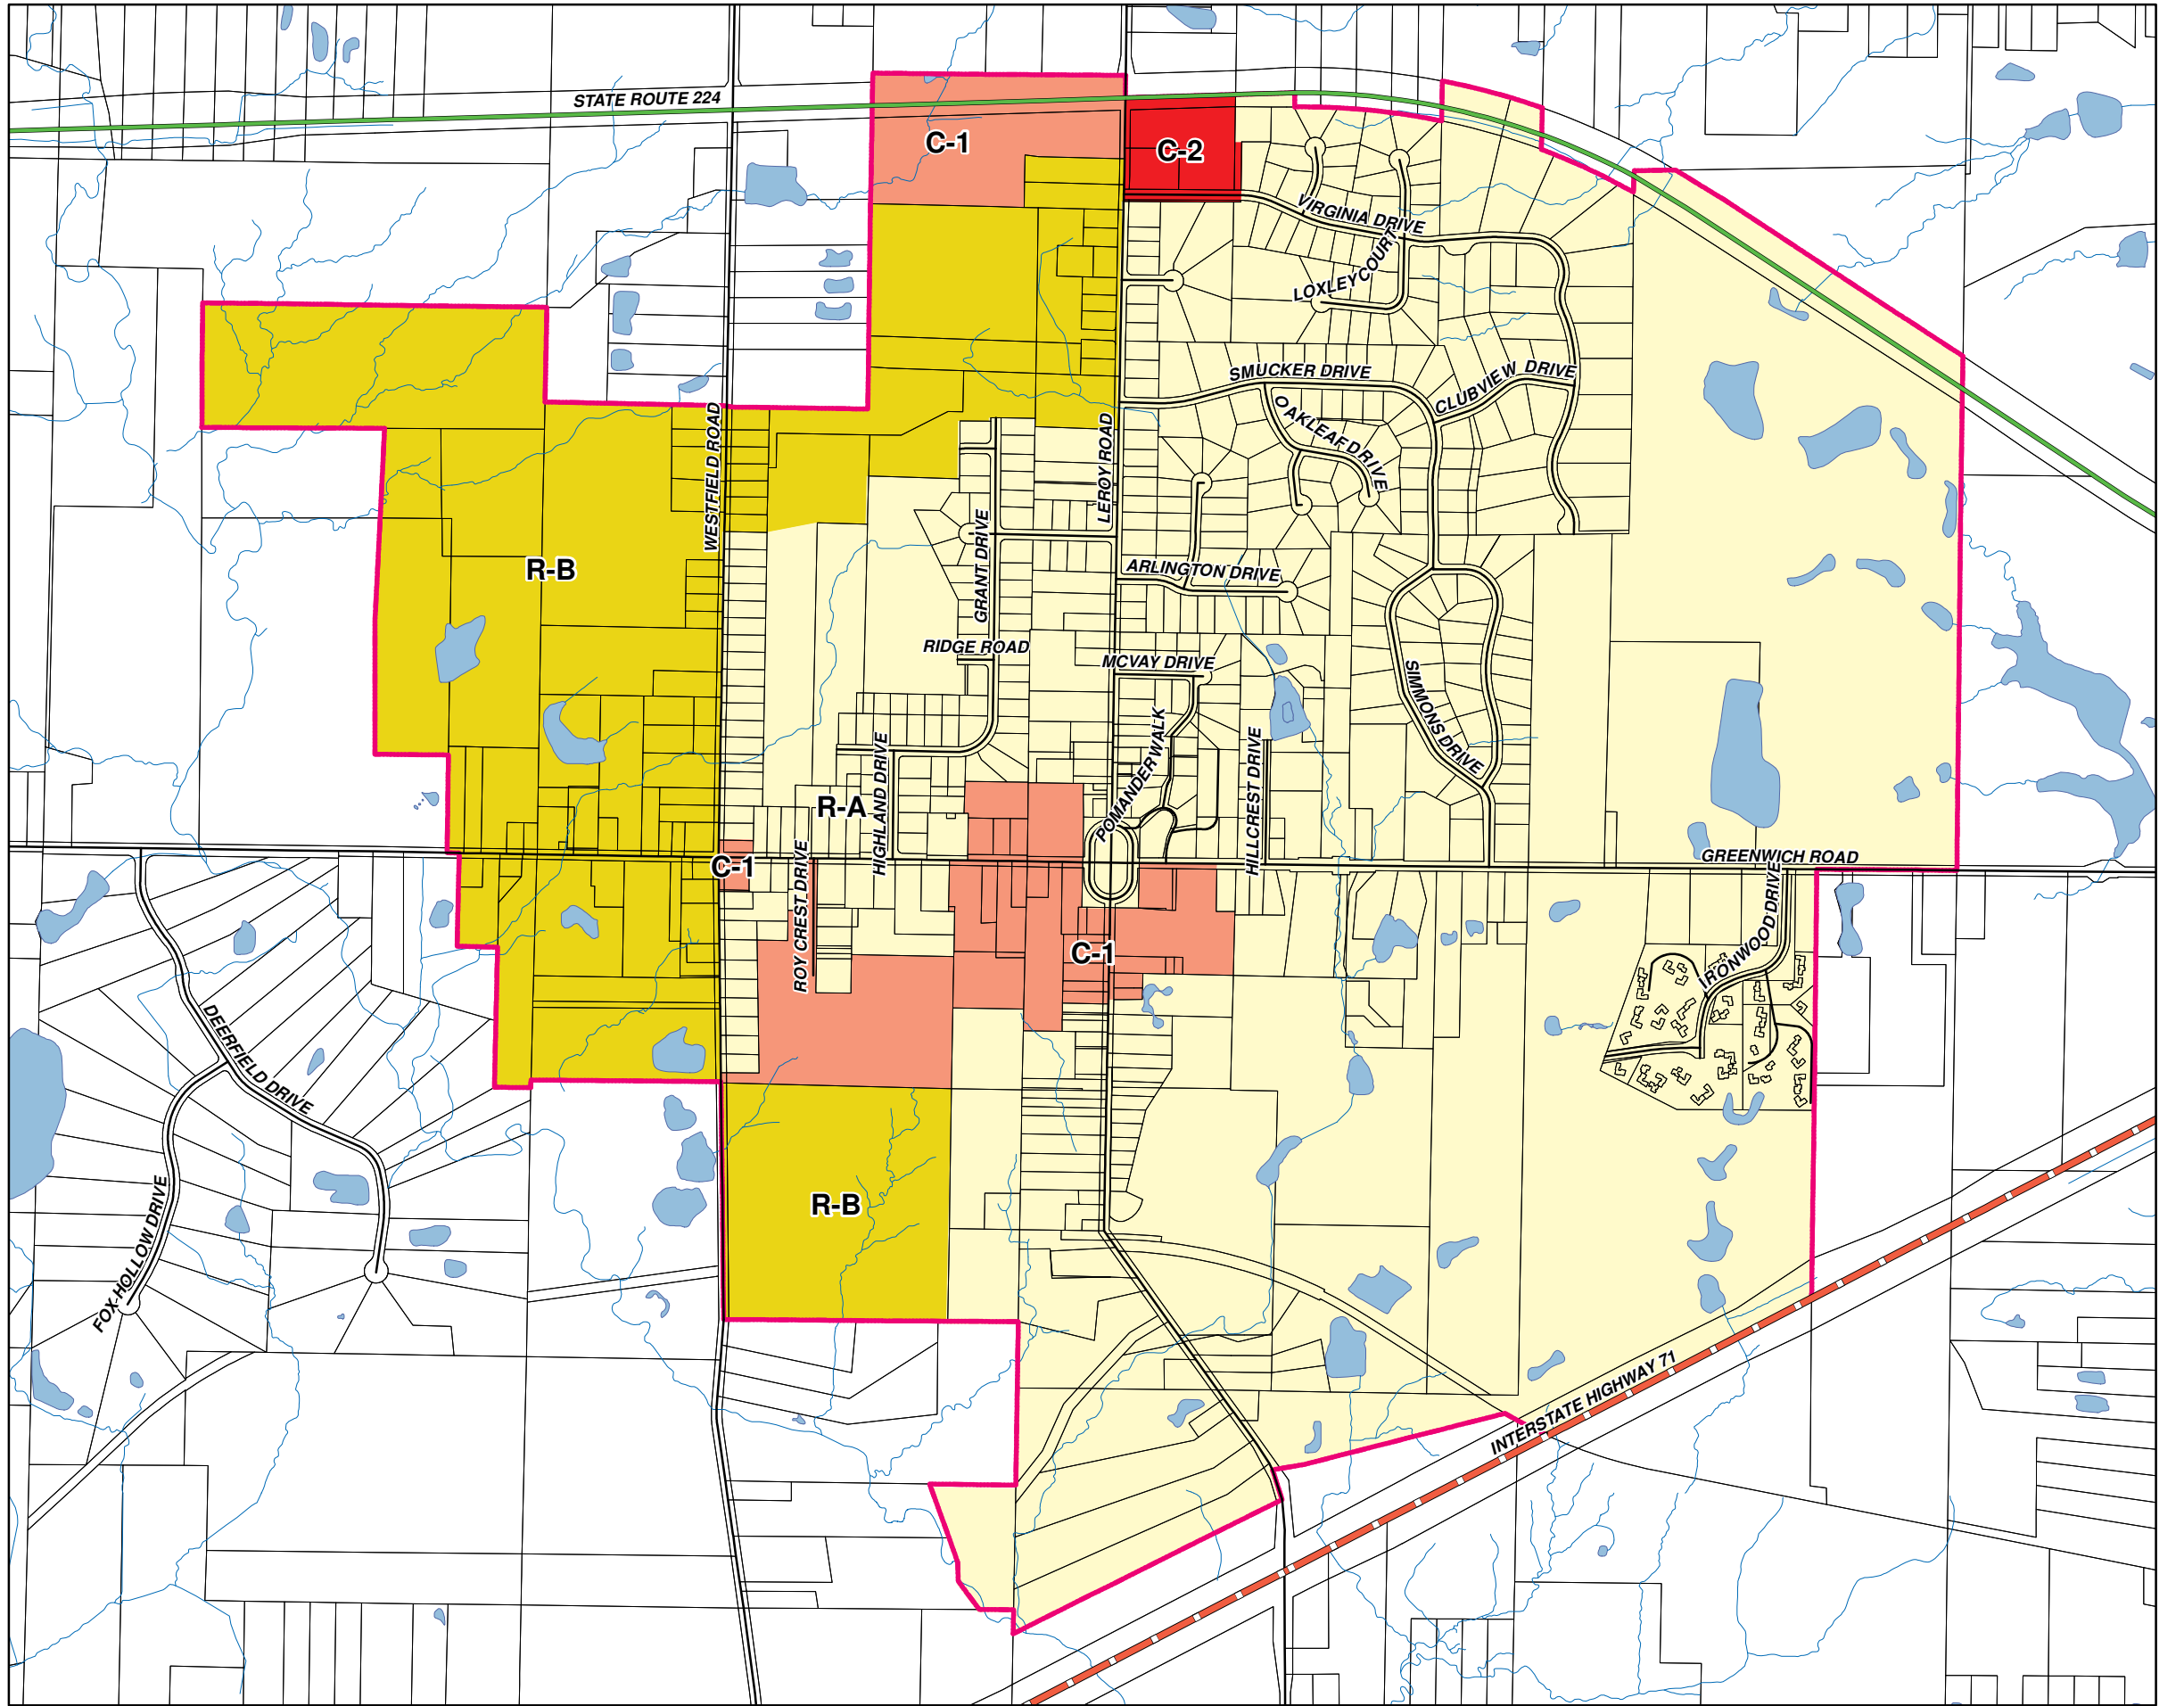 STATE ROUTE 224
C-1
C-2
VIRGINIA DRIVE
LOXLEY COURT
SMUCKER DRIVE
CLUBVIEW DRIVE
OAKLEAF DRIVE
WESTFIELD ROAD
LEROY ROAD
R-B
GRANT DRIVE
ARLINGTON DRIVE
RIDGE ROAD
MCVAY DRIVE
SIMMONS DRIVE
POMANDERWALK
HILLCREST DRIVE
R-A
HIGHLAND DRIVE
C-1
ROY CREST DRIVE
GREENWICH ROAD
C-1
IRONWOOD DRIVE
DEERFIELD DRIVE
R-B
FOX HOLLOW DRIVE
INTERSTATE HIGHWAY 71